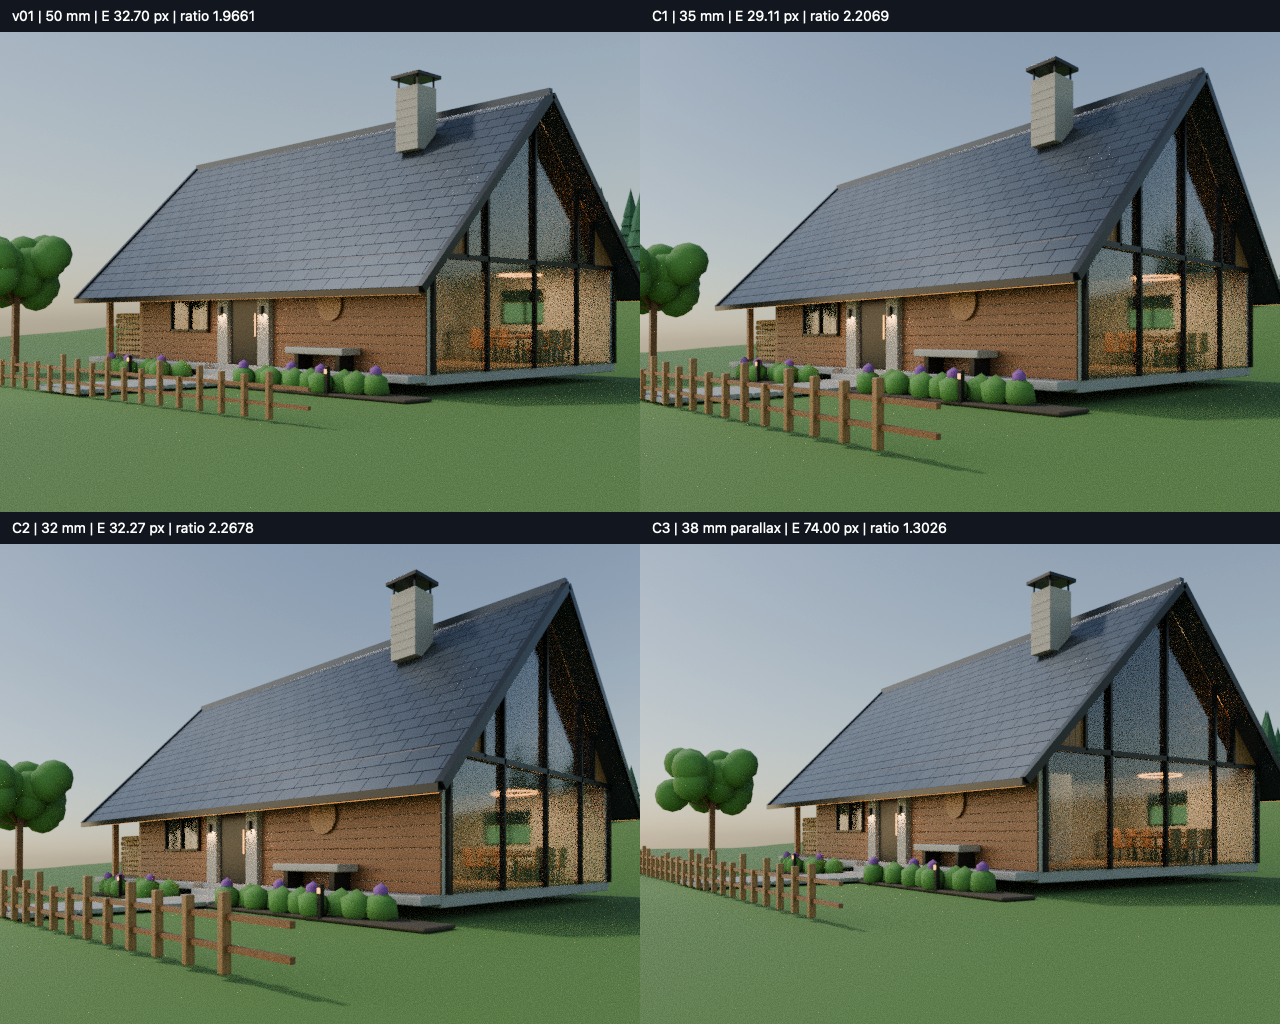 v01 | 50 mm | E 32.70 px | ratio 1.9661
C1 | 35 mm | E 29.11 px | ratio 2.2069
C2 | 32 mm | E 32.27 px | ratio 2.2678
C3 | 38 mm parallax | E 74.00 px | ratio 1.3026